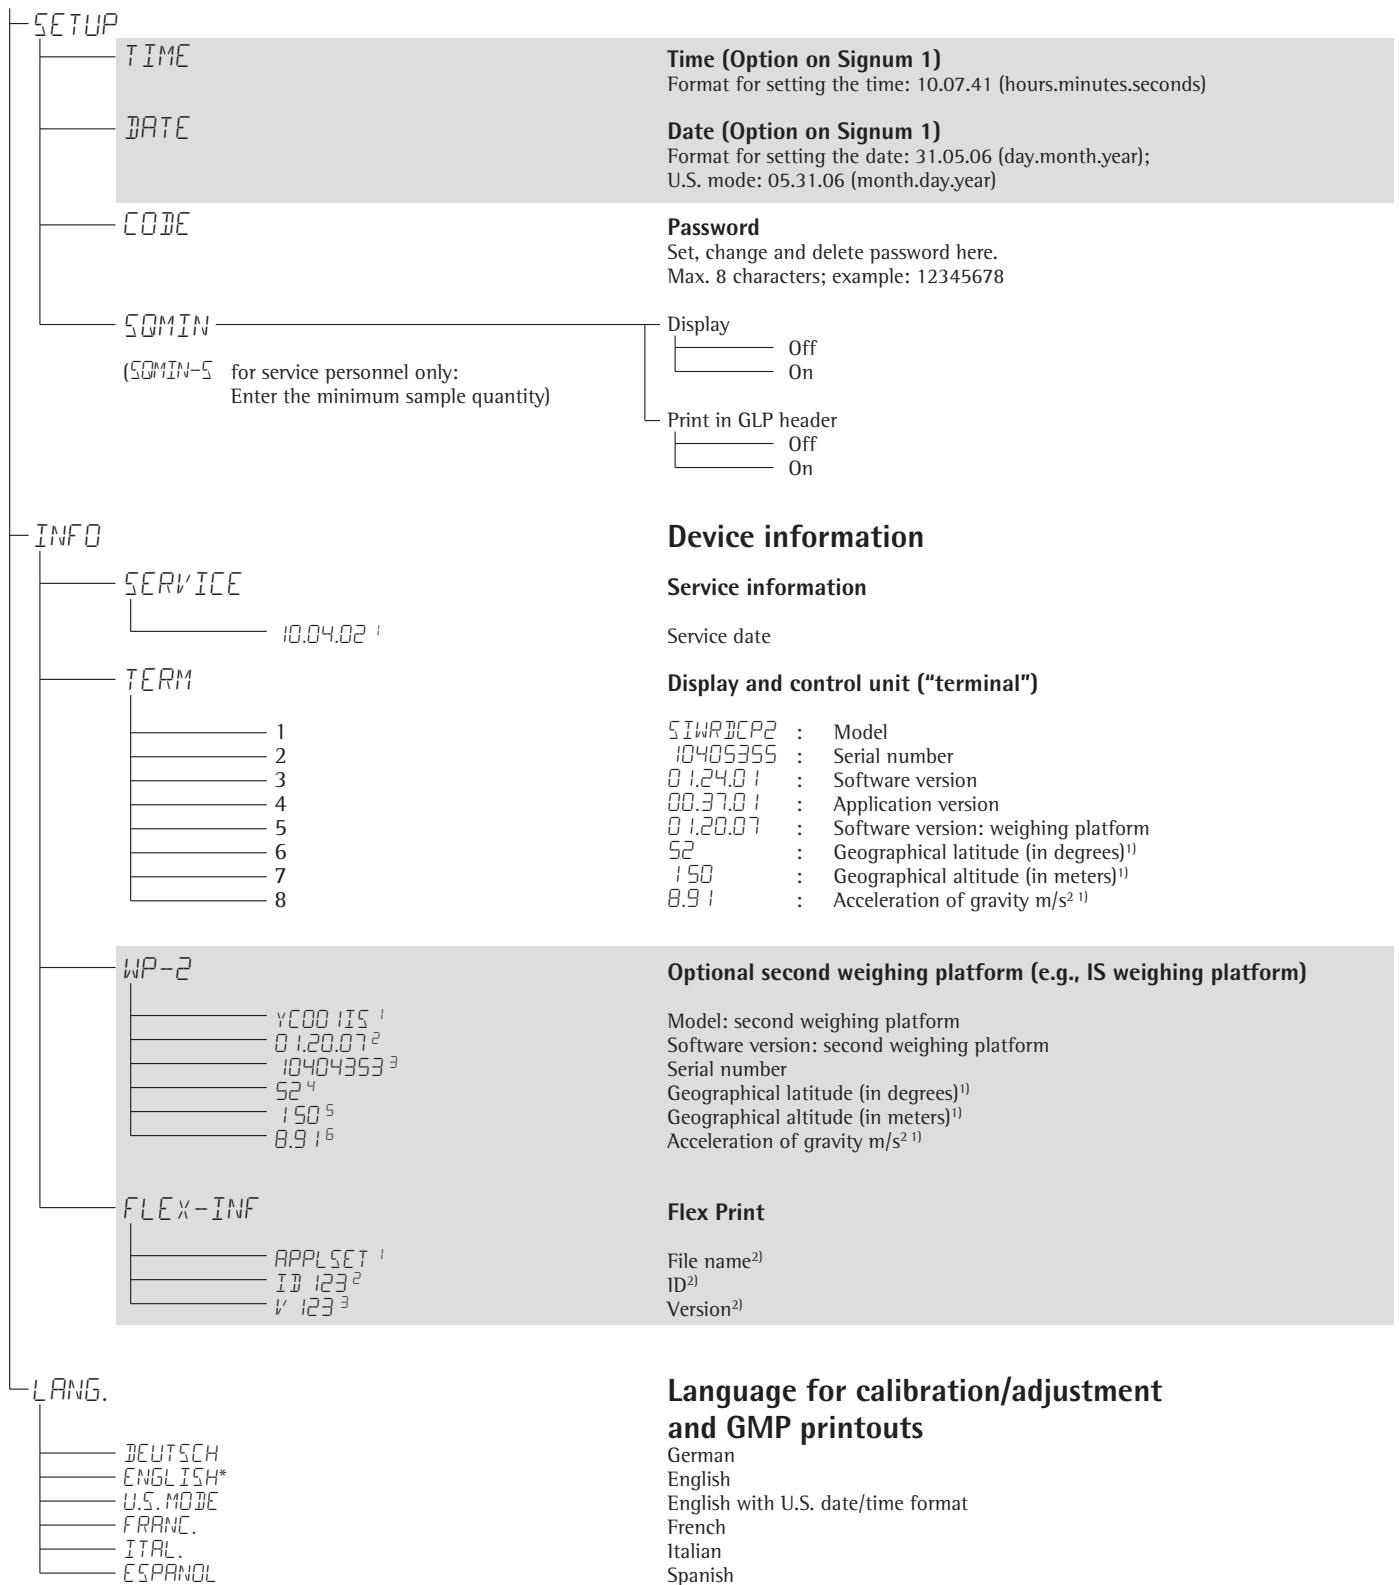 SETUP
TIME Time (Option on Signum 1)
Format for setting the time: 10.07.41 (hours.minutes.seconds)
DATE Date (Option on Signum 1)
Format for setting the date: 31.05.06 (day.month.year);
U.S. mode: 05.31.06 (month.day.year)
CODE Password
Set, change and delete password here.
Max. 8 characters; example: 12345678
SQMIN Display
Off
(SQMIN-S for service personnel only: On
Enter the minimum sample quantity)
Print in GLP header
Off
On
INFO Device information
SERVICE Service information
10.04.02 1 Service date
TERM Display and control unit (“terminal”)
1 SIWRDCP2 : Model
2 10405355 : Serial number
3 01.24.01 : Software version
4 00.37.01 : Application version
5 01.20.07 : Software version: weighing platform
6 52 : Geographical latitude (in degrees)1)
7 150 : Geographical altitude (in meters)1)
8 8.91 : Acceleration of gravity m/s2 1)
WP-2 Optional second weighing platform (e.g., IS weighing platform)
YC001IS 1 Model: second weighing platform
01.20.07 2 Software version: second weighing platform
10404353 3 Serial number
52 4 Geographical latitude (in degrees)1)
150 5 Geographical altitude (in meters)1)
8.91 6 Acceleration of gravity m/s2 1)
FLEX-INF Flex Print
APPLSET 1 File name2)
ID 123 2 ID2)
V 123 3 Version2)
LANG. Language for calibration/adjustment
and GMP printouts
DEUTSCH German
ENGLISH* English
U.S.MODE English with U.S. date/time format
FRANC. French
ITAL. Italian
ESPANOL Spanish